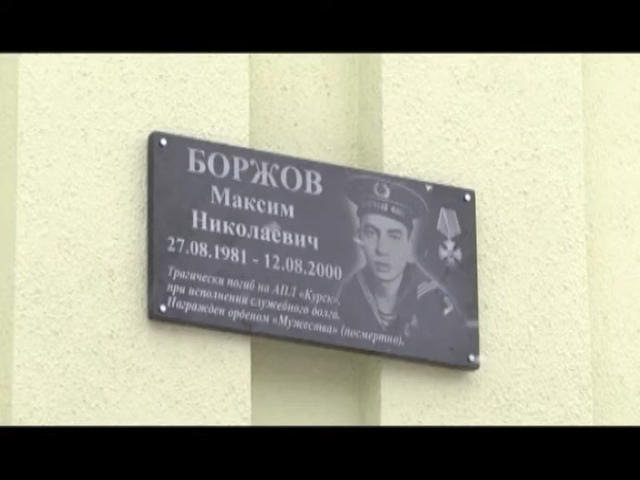 БОРЖОВ
Максим
Николаевич
27.08.1981 - 12.08.2000
Трагически погиб на АПЛ «Курск»,
при исполнении служебного долга.
Награжден орденом «Мужества» (посмертно).